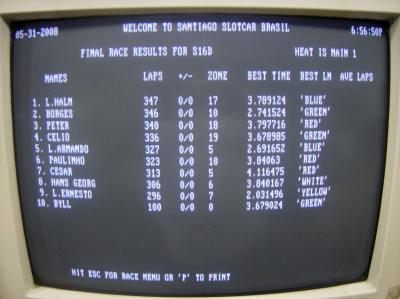 05-31-2008 WELCOME TO SANTIAGO SLOTCAR BRASIL 6:56:50P
FINAL RACE RESULTS FOR S16D HEAT IS MAIN 1
NAMES LAPS +/- ZONE BEST TIME BEST LN AVE LAPS
1. L.HALM 347 0/0 17 3.789124 'BLUE'
2. BORGES 346 0/0 10 2.741524 'GREEN'
3. PETER 340 0/0 18 3.797716 'RED'
4. CELIO 336 0/0 19 3.678985 'GREEN'
5. L.ARMANDO 327 0/0 5 2.691652 'BLUE'
6. PAULINHO 323 0/0 10 3.84063 'RED'
7. CESAR 313 0/0 5 4.116475 'RED'
8. HANS GEORG 306 0/0 6 3.840167 'WHITE'
9. L.ERNESTO 296 0/0 7 2.031496 'YELLOW'
10. BYLL 100 0/0 0 3.679024 'GREEN'
HIT ESC FOR RACE MENU OR 'P' TO PRINT